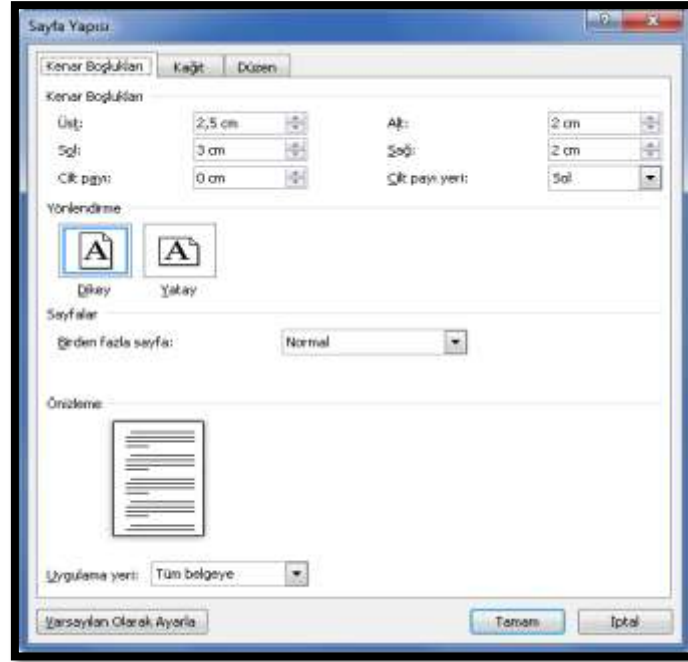 Sayfa Yapısı
Kenar Boşlukları Kağıt Düzen
Kenar Boşlukları
Üst: 2,5 cm Alt: 2 cm
Sol: 3 cm Sağ: 2 cm
Cilt payı: 0 cm Cilt payı yeri: Sol
Yönlendirme
A A
Dikey Yatay
Sayfalar
Birden fazla sayfa: Normal
Önizleme
Uygulama yeri: Tüm belgeye
Varsayılan Olarak Ayarla Tamam İptal